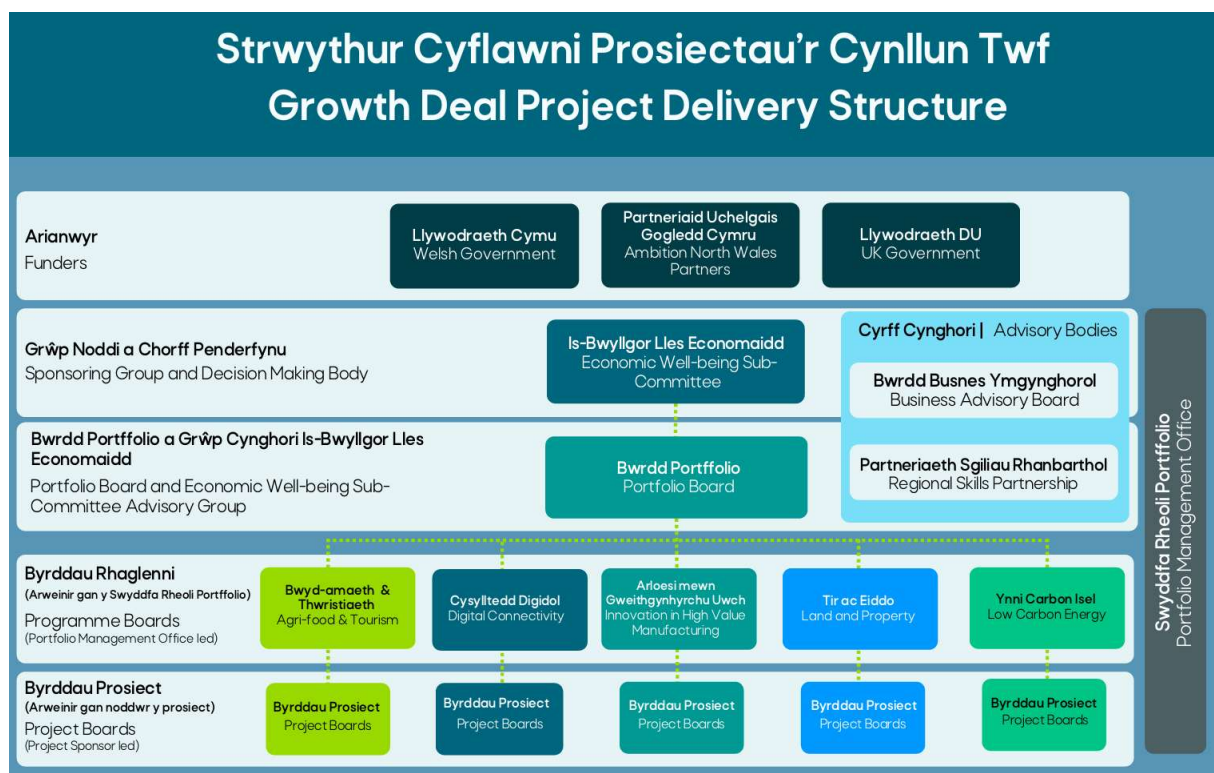 Strwythur Cyflawni Prosiectau'r Cynllun Twf
Growth Deal Project Delivery Structure
Arianwyr
Funders
Llywodraeth Cymu
Welsh Government
Partneriaid Uchelgais
Gogledd Cymru
Ambition North Wales
Partners
Llywodraeth DU
UK Government
Grŵp Noddi a Chorff Penderfynu
Sponsoring Group and Decision Making Body
Is-Bwyllgor Lles Economaidd
Economic Well-being Sub-
Committee
Cyrff Cynghori | Advisory Bodies
Bwrdd Busnes Ymgynghorol
Business Advisory Board
Bwrdd Portffolio a Grŵp Cynghori Is-Bwyllgor Lles
Economaidd
Portfolio Board and Economic Well-being Sub-
Committee Advisory Group
Bwrdd Portffolio
Portfolio Board
Partneriaeth Sgiliau Rhanbarthol
Regional Skills Partnership
Byrddau Rhaglenni
(Arweinir gan y Swyddfa Rheoli Portffolio)
Programme Boards
(Portfolio Management Office led)
Bwyd-amaeth &
Thwristiaeth
Agri-food & Tourism
Cysylltedd Digidol
Digital Connectivity
Arloesi mewn
Gweithgynhyrchu Uwch
Innovation in High Value
Manufacturing
Tir ac Eiddo
Land and Property
Ynni Carbon Isel
Low Carbon Energy
Byrddau Prosiect
(Arweinir gan noddwr y prosiect)
Project Boards
(Project Sponsor led)
Byrddau Prosiect
Project Boards
Byrddau Prosiect
Project Boards
Byrddau Prosiect
Project Boards
Byrddau Prosiect
Project Boards
Byrddau Prosiect
Project Boards
Swyddfa Rheoli Portffolio
Portfolio Management Office